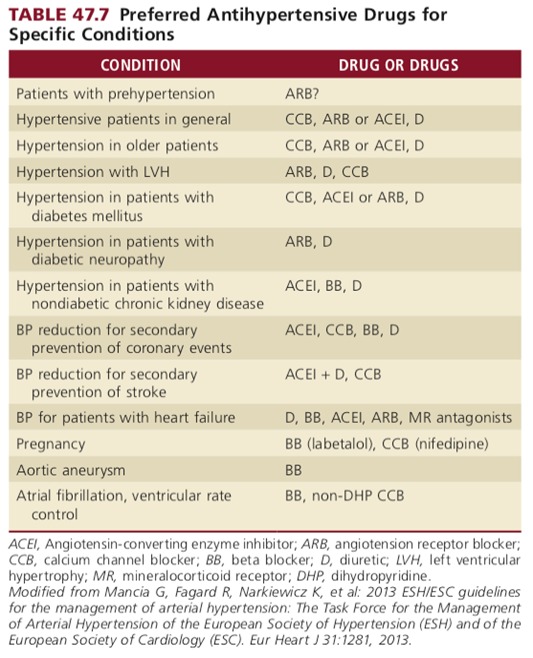 TABLE 47.7 Preferred Antihypertensive Drugs for
Specific Conditions
CONDITION DRUG OR DRUGS
Patients with prehypertension ARB?
Hypertensive patients in general CCB, ARB or ACEI, D
Hypertension in older patients CCB, ARB or ACEI, D
Hypertension with LVH ARB, D, CCB
Hypertension in patients with CCB, ACEI or ARB, D
diabetes mellitus
Hypertension in patients with ARB, D
diabetic neuropathy
Hypertension in patients with ACEI, BB, D
nondiabetic chronic kidney disease
BP reduction for secondary ACEI, CCB, BB, D
prevention of coronary events
BP reduction for secondary ACEI + D, CCB
prevention of stroke
BP for patients with heart failure D, BB, ACEI, ARB, MR antagonists
Pregnancy BB (labetalol), CCB (nifedipine)
Aortic aneurysm BB
Atrial fibrillation, ventricular rate BB, non-DHP CCB
control
ACEI, Angiotensin-converting enzyme inhibitor; ARB, angiotension receptor blocker;
CCB, calcium channel blocker; BB, beta blocker; D, diuretic; LVH, left ventricular
hypertrophy; MR, mineralocorticoid receptor; DHP, dihydropyridine.
Modified from Mancia G, Fagard R, Narkiewicz K, et al: 2013 ESH/ESC guidelines
for the management of arterial hypertension: The Task Force for the Management
of Arterial Hypertension of the European Society of Hypertension (ESH) and of the
European Society of Cardiology (ESC). Eur Heart J 31:1281, 2013.